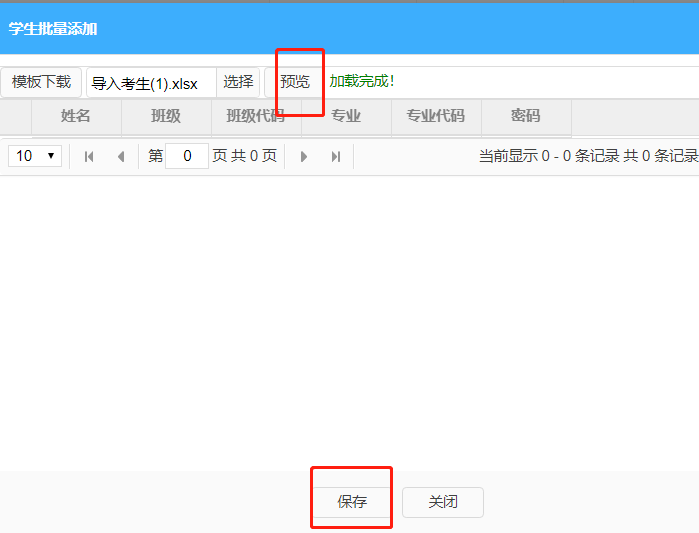 学生批量添加
模板下载 导入考生(1).xlsx 选择 预览 加载完成！
姓名 班级 班级代码 专业 专业代码 密码
10 第 0 页 共 0 页 当前显示 0 - 0 条记录 共 0 条记录
保存 关闭